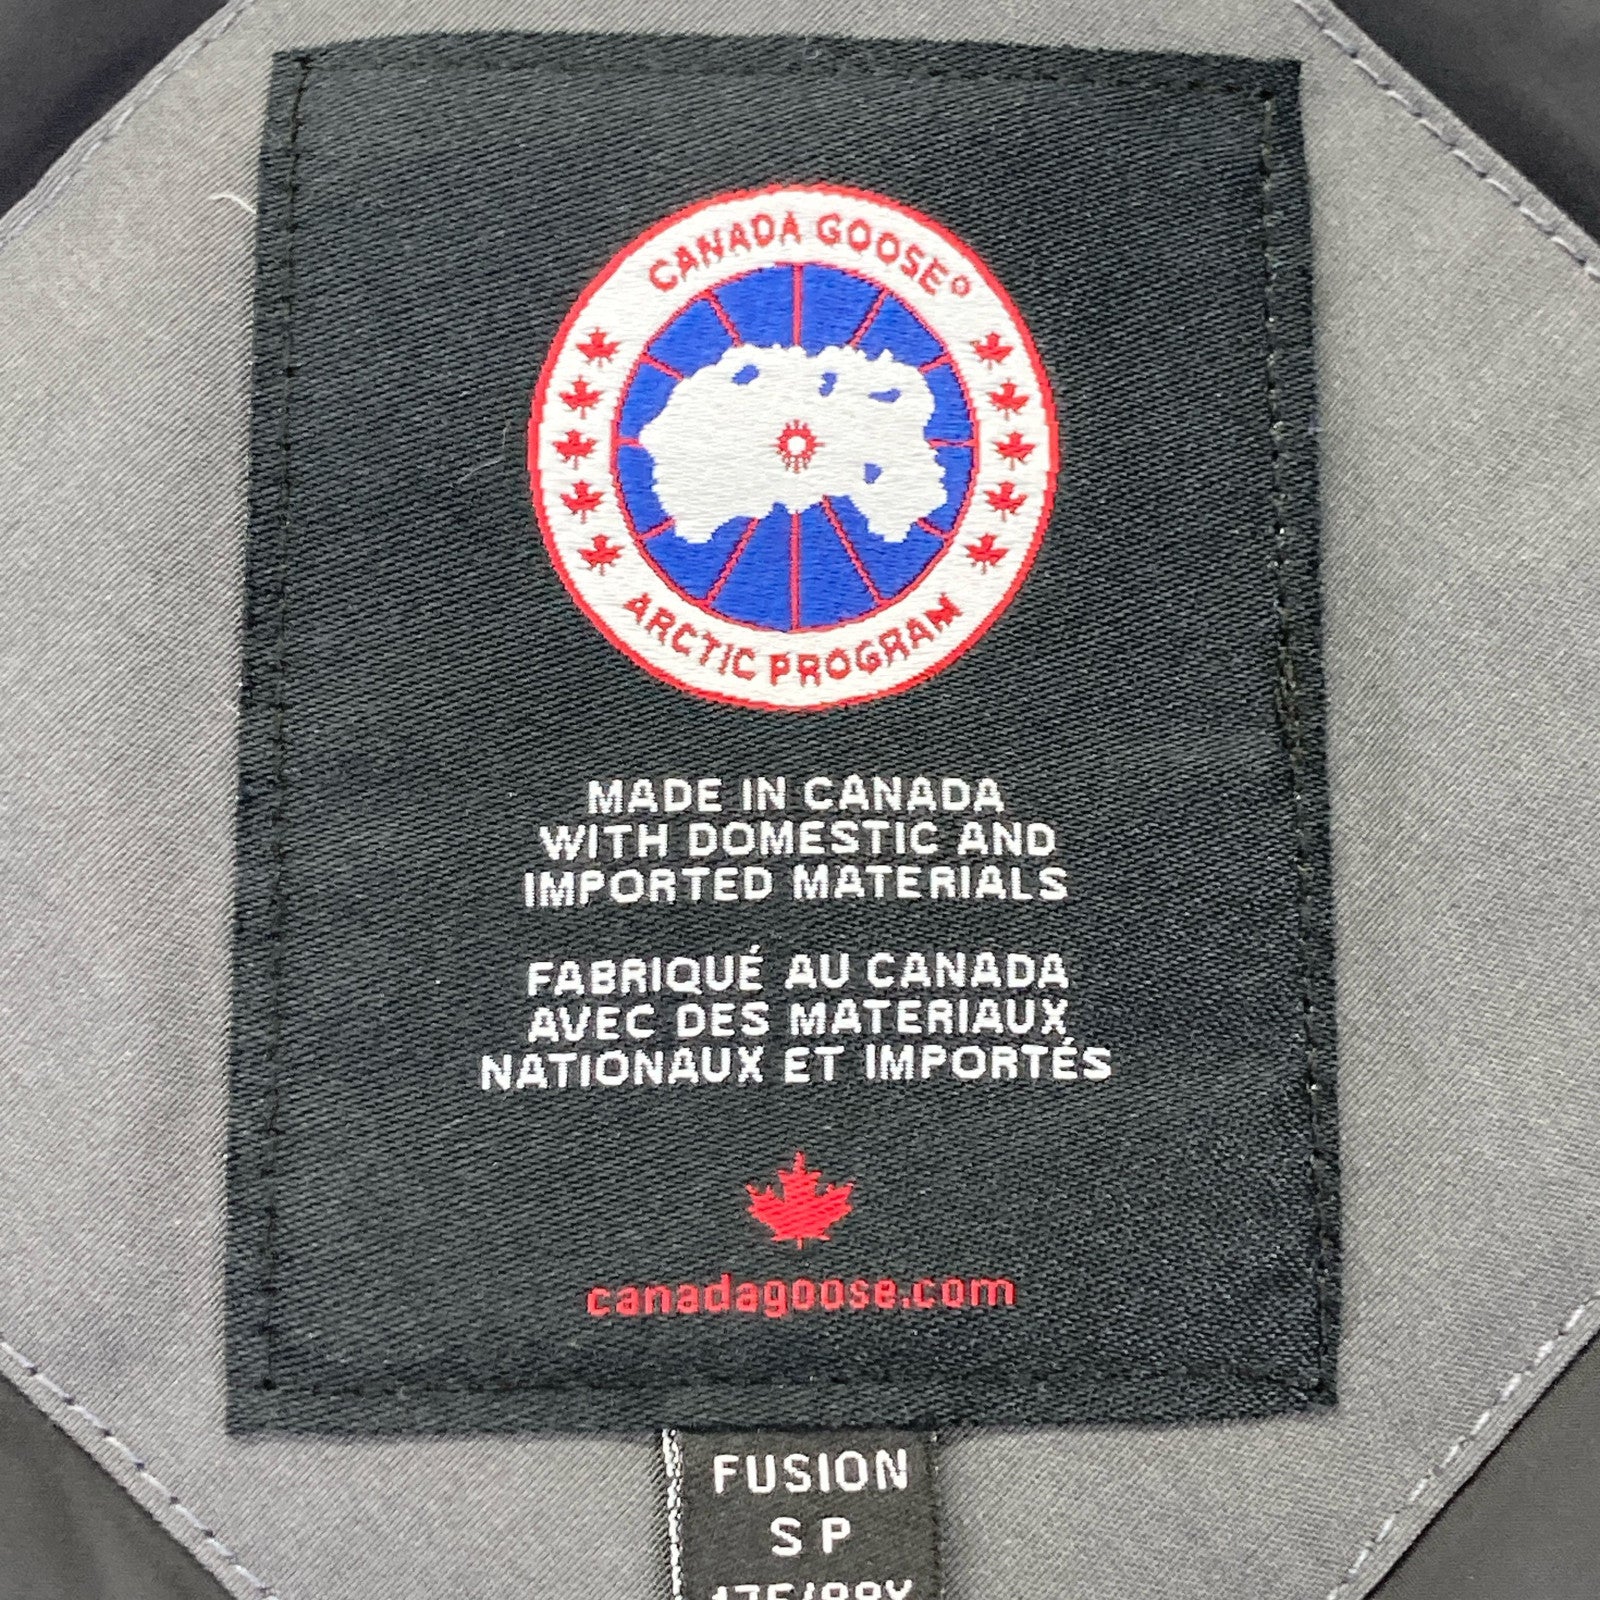 CANADA GOOSE
ARCTIC PROGRAM
MADE IN CANADA
WITH DOMESTIC AND
IMPORTED MATERIALS
FABRIQUÉ AU CANADA
AVEC DES MATERIAUX
NATIONAUX ET IMPORTÉS
canadagoose.com
FUSION
S P